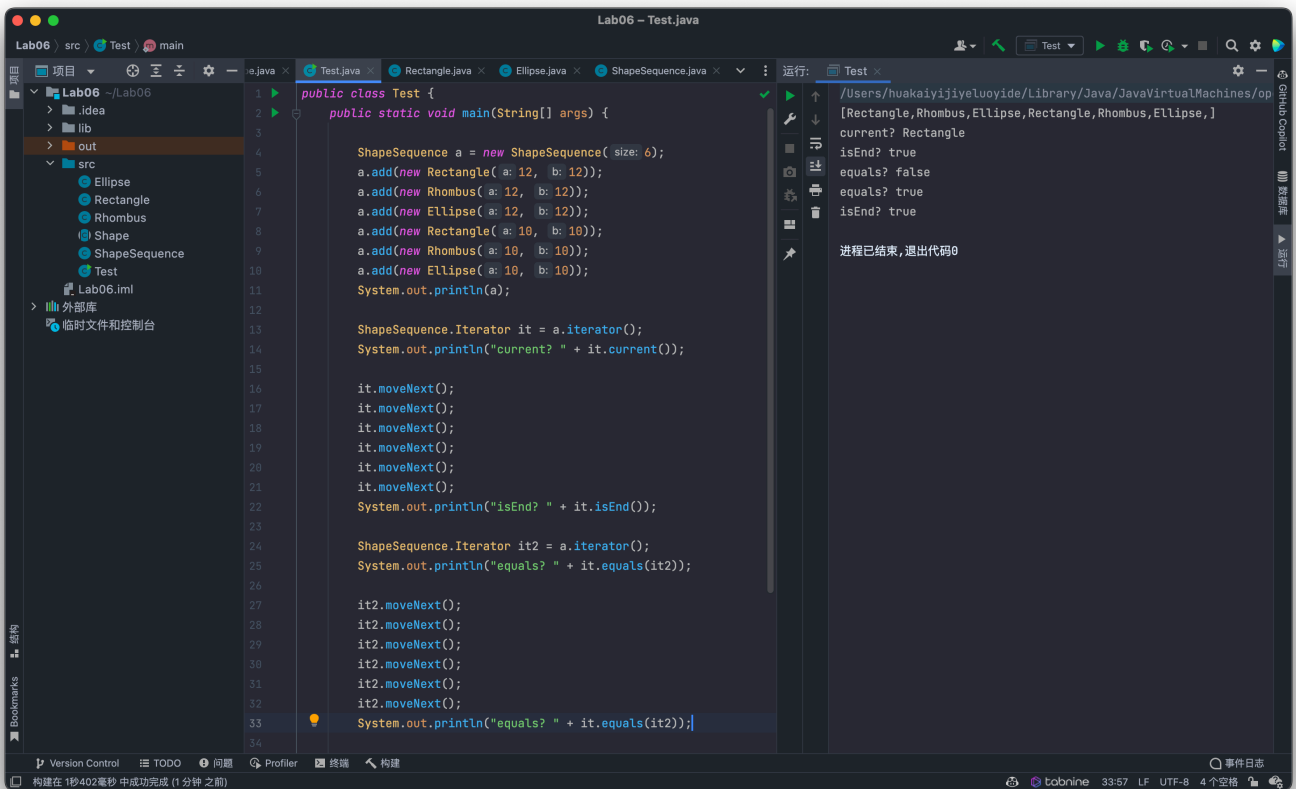 Lab06 – Test.java
Lab06 src Test main
Test
项目
项目
e.java Test.java Rectangle.java Ellipse.java ShapeSequence.java
运行: Test
Lab06 ~/Lab06
.idea
lib
out
src
Ellipse
Rectangle
Rhombus
Shape
ShapeSequence
Test
Lab06.iml
外部库
临时文件和控制台
结构
Bookmarks
1 public class Test {
2 public static void main(String[] args) {
3
4 ShapeSequence a = new ShapeSequence( size: 6);
5 a.add(new Rectangle( a: 12, b: 12));
6 a.add(new Rhombus( a: 12, b: 12));
7 a.add(new Ellipse( a: 12, b: 12));
8 a.add(new Rectangle( a: 10, b: 10));
9 a.add(new Rhombus( a: 10, b: 10));
10 a.add(new Ellipse( a: 10, b: 10));
11 System.out.println(a);
12
13 ShapeSequence.Iterator it = a.iterator();
14 System.out.println("current? " + it.current());
15
16 it.moveNext();
17 it.moveNext();
18 it.moveNext();
19 it.moveNext();
20 it.moveNext();
21 it.moveNext();
22 System.out.println("isEnd? " + it.isEnd());
23
24 ShapeSequence.Iterator it2 = a.iterator();
25 System.out.println("equals? " + it.equals(it2));
26
27 it2.moveNext();
28 it2.moveNext();
29 it2.moveNext();
30 it2.moveNext();
31 it2.moveNext();
32 it2.moveNext();
33 System.out.println("equals? " + it.equals(it2));
34
/Users/huakaiyijiyeluoyide/Library/Java/JavaVirtualMachines/op
[Rectangle,Rhombus,Ellipse,Rectangle,Rhombus,Ellipse,]
current? Rectangle
isEnd? true
equals? false
equals? true
isEnd? true
进程已结束,退出代码0
GitHub Copilot
数据库
运行
Version Control TODO 问题 Profiler 终端 构建 事件日志
构建在 1秒402毫秒 中成功完成 (1 分钟 之前) tabnine 33:57 LF UTF-8 4 个空格